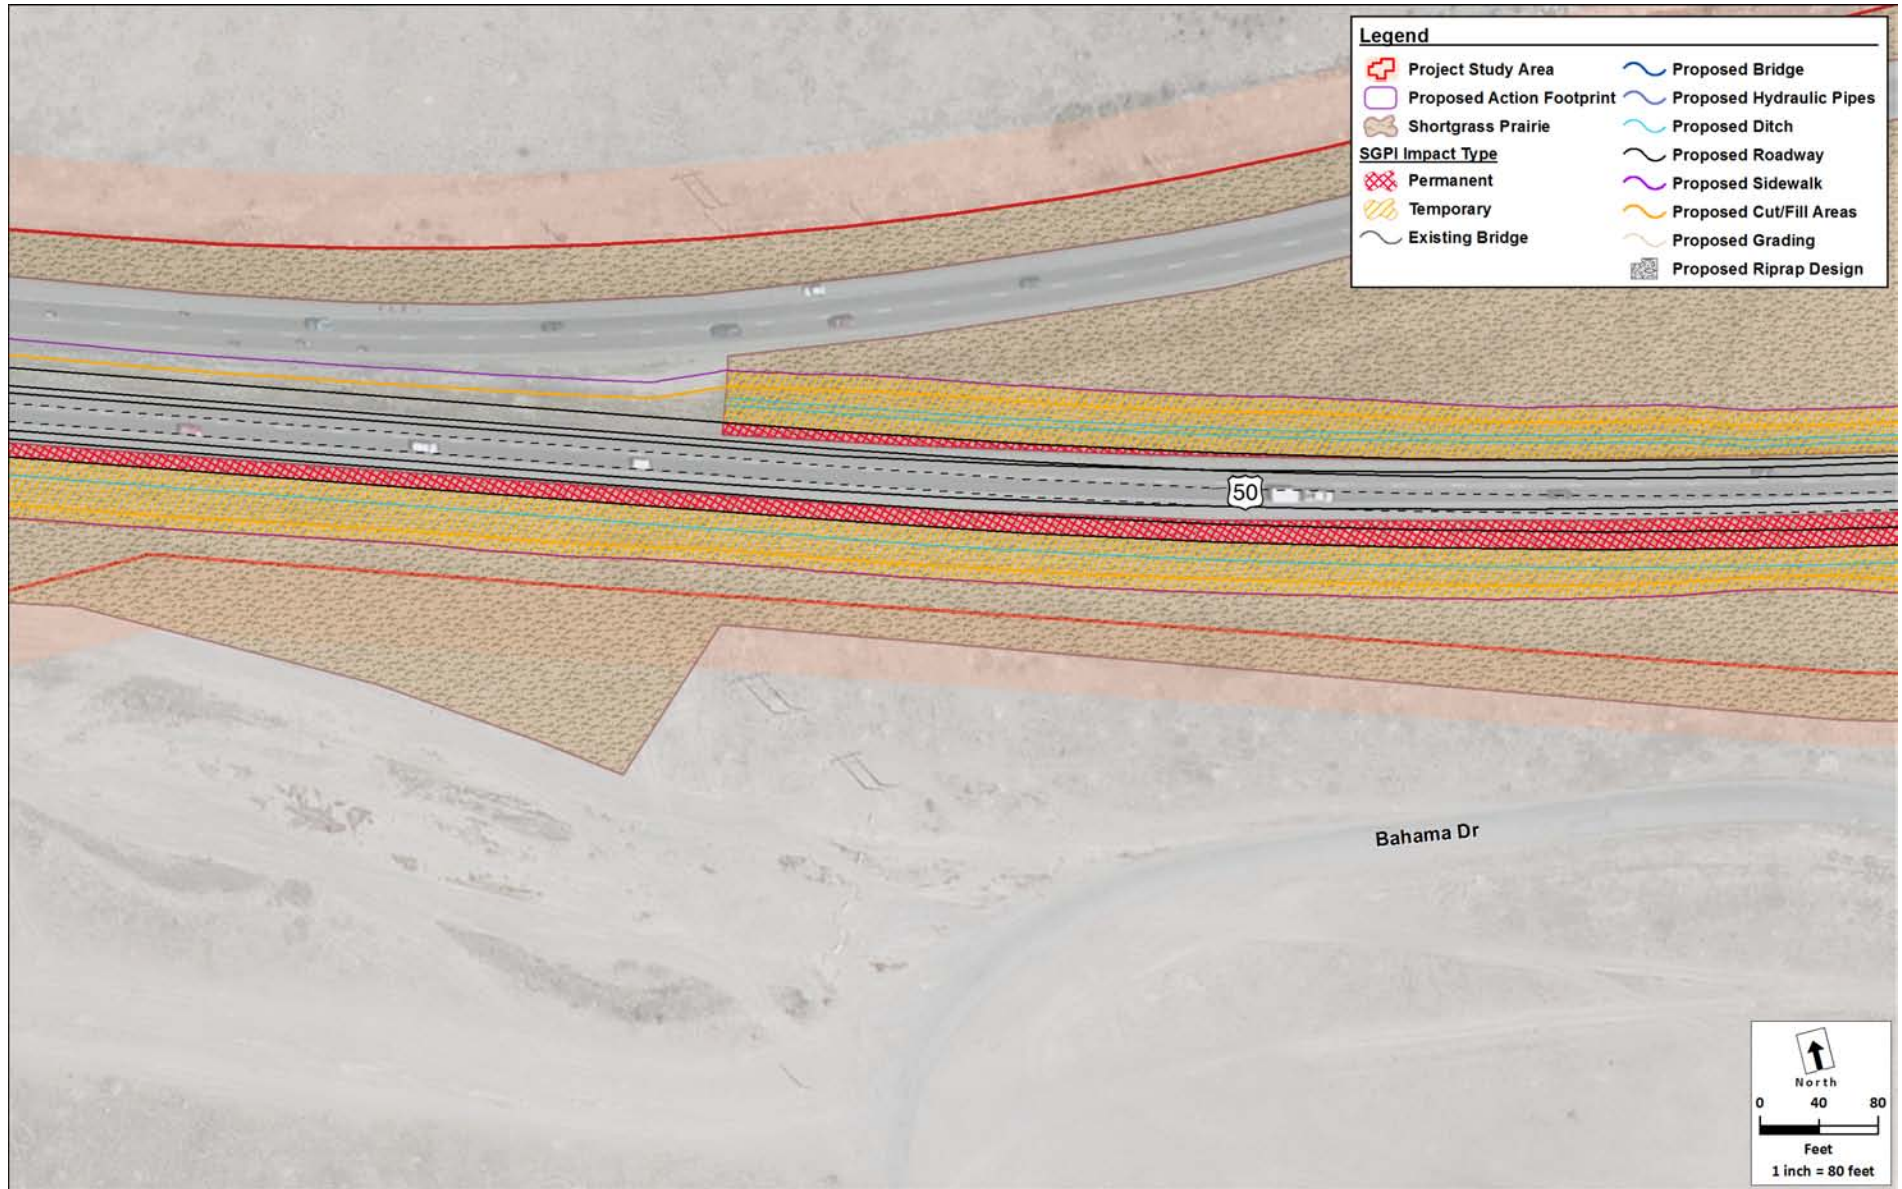 Legend
Project Study Area
Proposed Action Footprint
Shortgrass Prairie
SGPI Impact Type
Permanent
Temporary
Existing Bridge
Proposed Bridge
Proposed Hydraulic Pipes
Proposed Ditch
Proposed Roadway
Proposed Sidewalk
Proposed Cut/Fill Areas
Proposed Grading
Proposed Riprap Design
50
Bahama Dr
North
0 40 80
Feet
1 inch = 80 feet